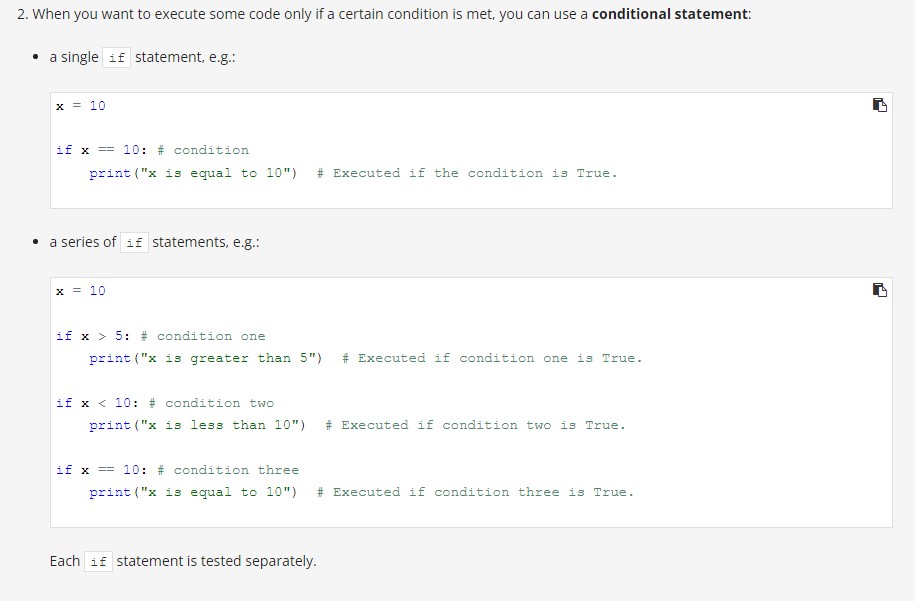 2. When you want to execute some code only if a certain condition is met, you can use a conditional statement:
• a single if statement, e.g.:
x = 10
if x == 10: # condition
    print("x is equal to 10")  # Executed if the condition is True.
• a series of if statements, e.g.:
x = 10
if x > 5: # condition one
    print("x is greater than 5")  # Executed if condition one is True.
if x < 10: # condition two
    print("x is less than 10")  # Executed if condition two is True.
if x == 10: # condition three
    print("x is equal to 10")  # Executed if condition three is True.
Each if statement is tested separately.